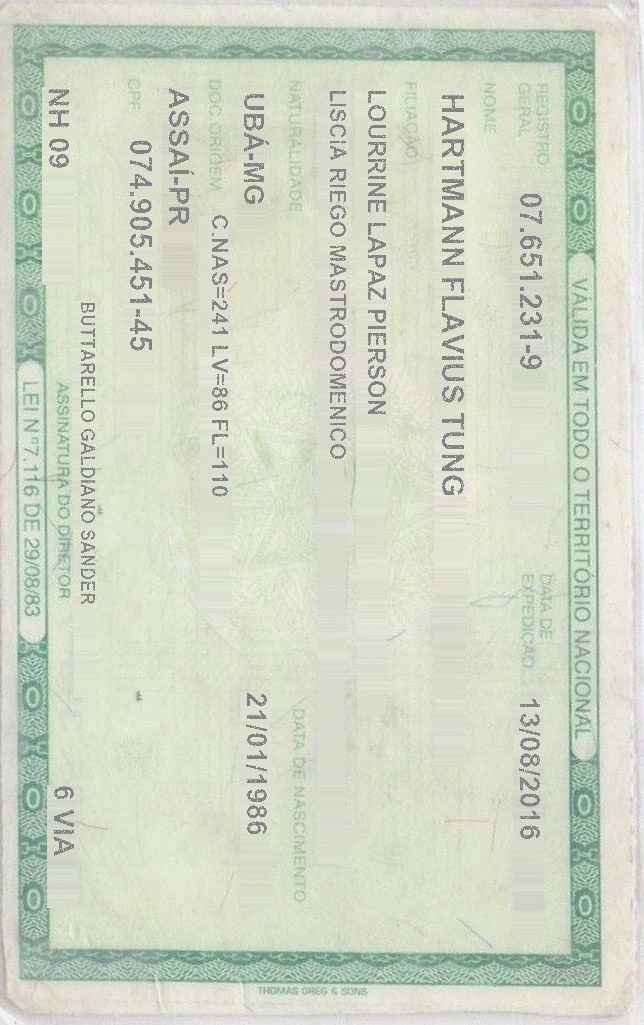 VÁLIDA EM TODO O TERRITÓRIO NACIONAL
REGISTRO GERAL 07.651.231-9 DATA DE EXPEDIÇÃO 13/08/2016
NOME
HARTMANN FLAVIUS TUNG
FILIAÇÃO
LOURRINE LAPAZ PIERSON
LISCIA RIEGO MASTRODOMENICO
NATURALIDADE DATA DE NASCIMENTO
UBÁ-MG 21/01/1986
DOC ORIGEM C.NAS=241 LV=86 FL=110
ASSAÍ-PR
CPF 074.905.451-45
BUTTARELLO GALDIANO SANDER
NH 09 ASSINATURA DO DIRETOR 6 VIA
LEI Nº 7.116 DE 29/08/83
THOMAS GREG & SONS